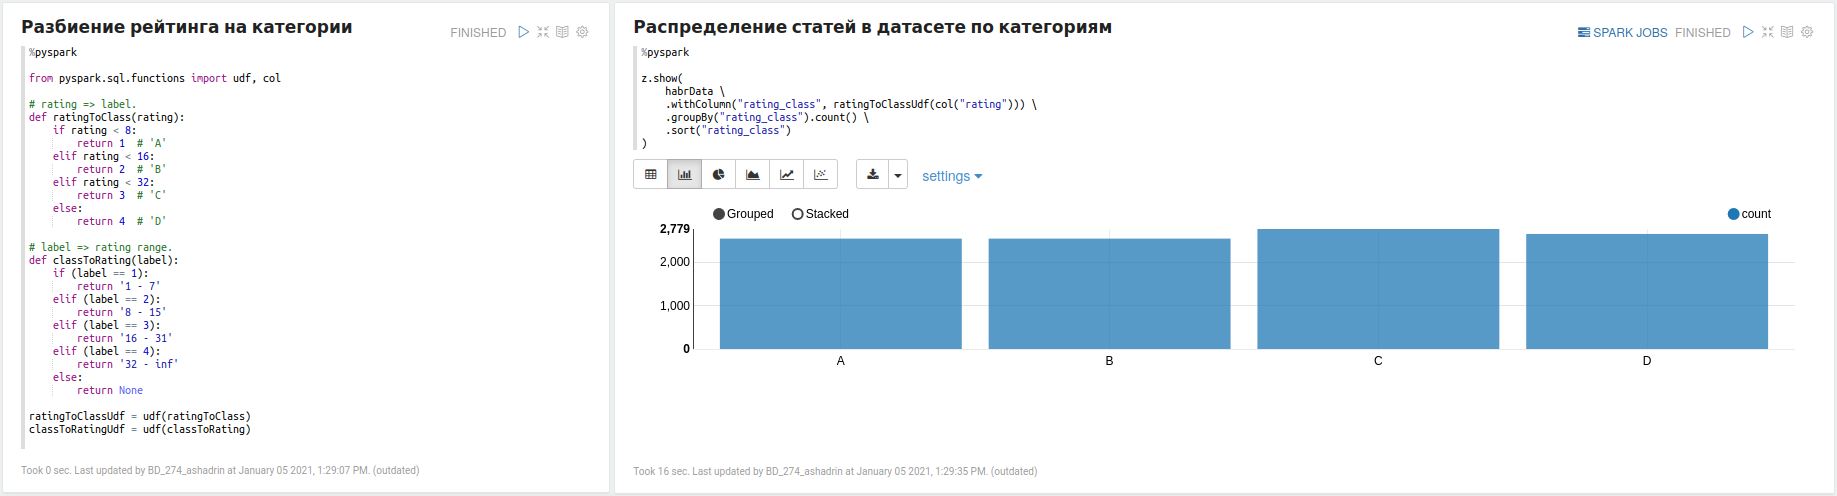 Разбиение рейтинга на категории
FINISHED
%pyspark
from pyspark.sql.functions import udf, col
# rating => label.
def ratingToClass(rating):
    if rating < 8:
        return 1  # 'A'
    elif rating < 16:
        return 2  # 'B'
    elif rating < 32:
        return 3  # 'C'
    else:
        return 4  # 'D'
# label => rating range.
def classToRating(label):
    if (label == 1):
        return '1 - 7'
    elif (label == 2):
        return '8 - 15'
    elif (label == 3):
        return '16 - 31'
    elif (label == 4):
        return '32 - inf'
    else:
        return None
ratingToClassUdf = udf(ratingToClass)
classToRatingUdf = udf(classToRating)
Took 0 sec. Last updated by BD_274_ashadrin at January 05 2021, 1:29:07 PM. (outdated)
Распределение статей в датасете по категориям
SPARK JOBS FINISHED
%pyspark
z.show(
    habrData \
    .withColumn("rating_class", ratingToClassUdf(col("rating"))) \
    .groupBy("rating_class").count() \
    .sort("rating_class")
)
settings
Grouped Stacked count
2,779
2,000
1,000
0
A B C D
Took 16 sec. Last updated by BD_274_ashadrin at January 05 2021, 1:29:35 PM. (outdated)